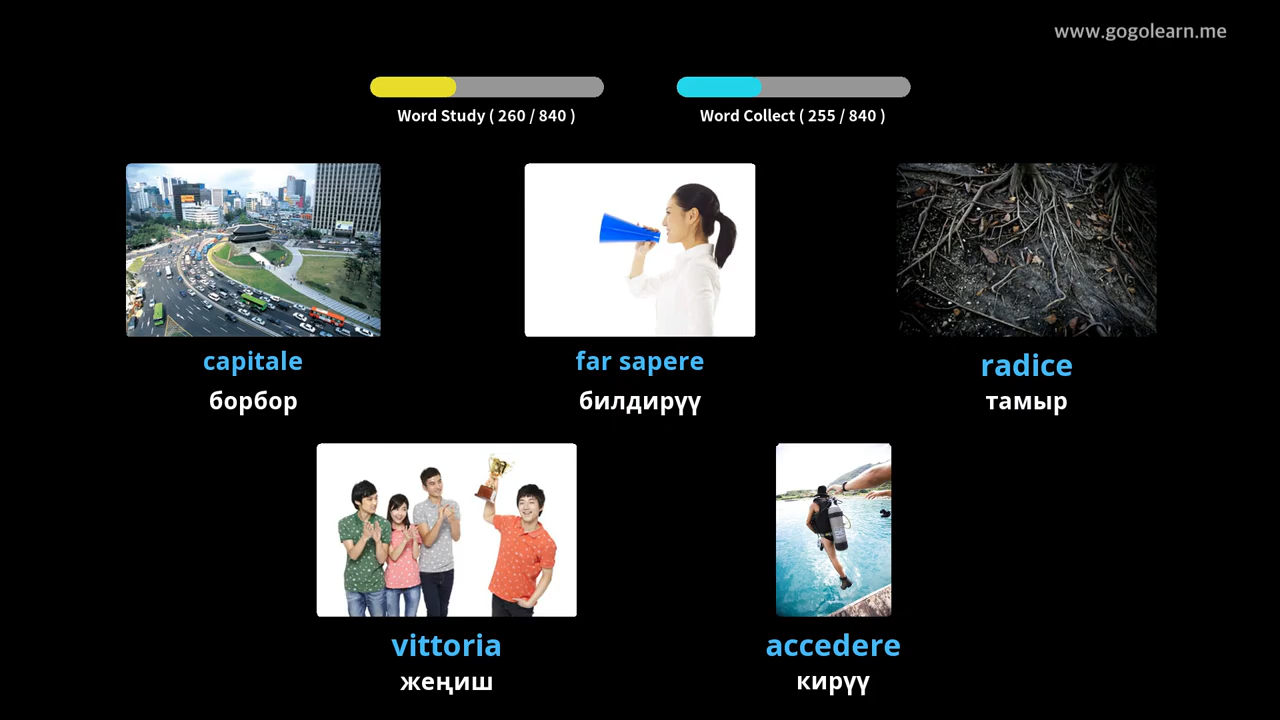 www.gogolearn.me
Word Study ( 260 / 840 )
Word Collect ( 255 / 840 )
capitale
борбор
far sapere
билдирүү
radice
тамыр
vittoria
жеңиш
accedere
кирүү